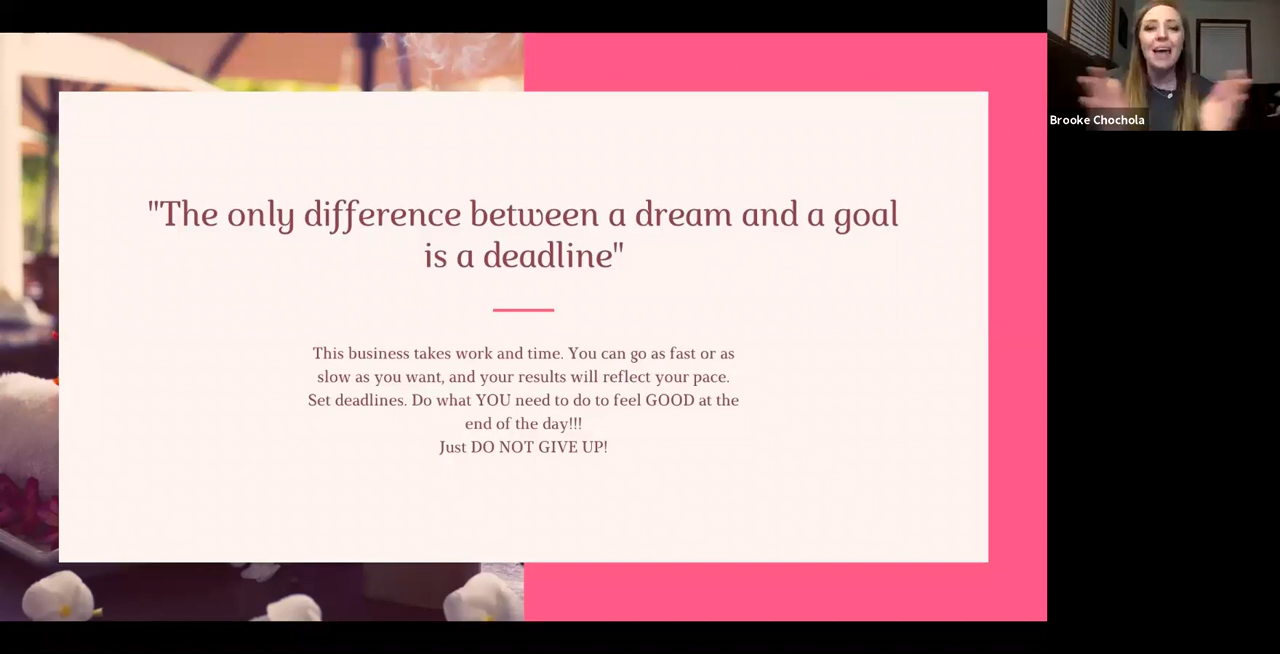 "The only difference between a dream and a goal
is a deadline"
This business takes work and time. You can go as fast or as
slow as you want, and your results will reflect your pace.
Set deadlines. Do what YOU need to do to feel GOOD at the
end of the day!!!
Just DO NOT GIVE UP!
Brooke Chochola